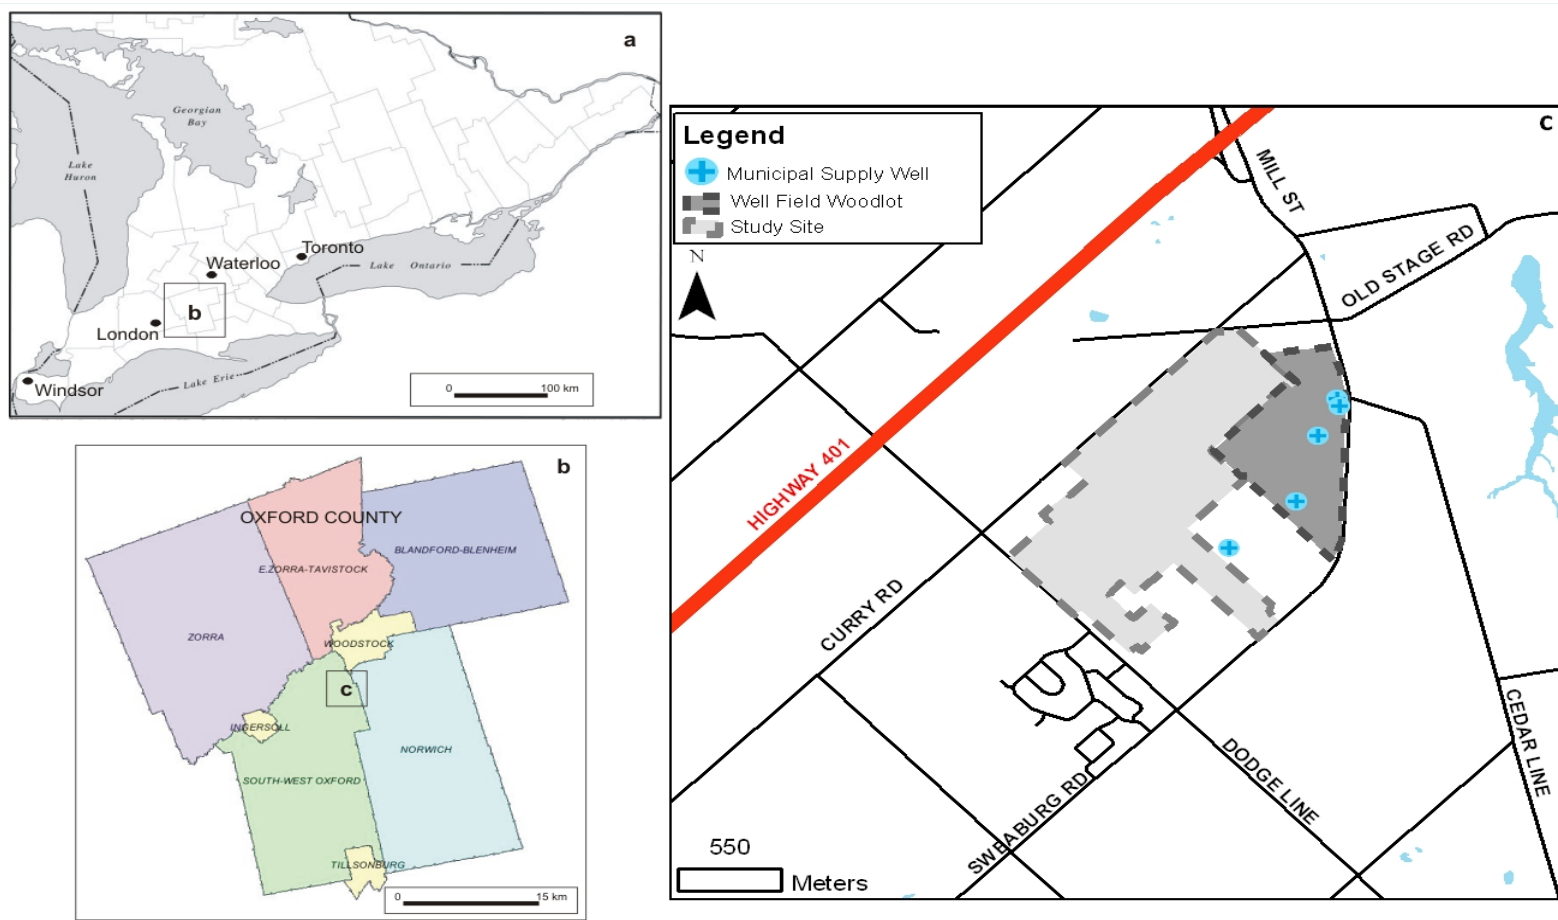 a
Georgian
Bay
Lake
Huron
Toronto
Waterloo
Lake Ontario
b
London
Lake Erie
Windsor
0 100 km
b
OXFORD COUNTY
BLANDFORD-BLENHEIM
E.ZORRA-TAVISTOCK
ZORRA
WOODSTOCK
c
INGERSOLL
NORWICH
SOUTH-WEST OXFORD
TILLSONBURG
0 15 km
c
Legend
Municipal Supply Well
Well Field Woodlot
Study Site
N
MILL ST
OLD STAGE RD
HIGHWAY 401
CURRY RD
SWEABURG RD
DODGE LINE
CEDAR LINE
550
Meters